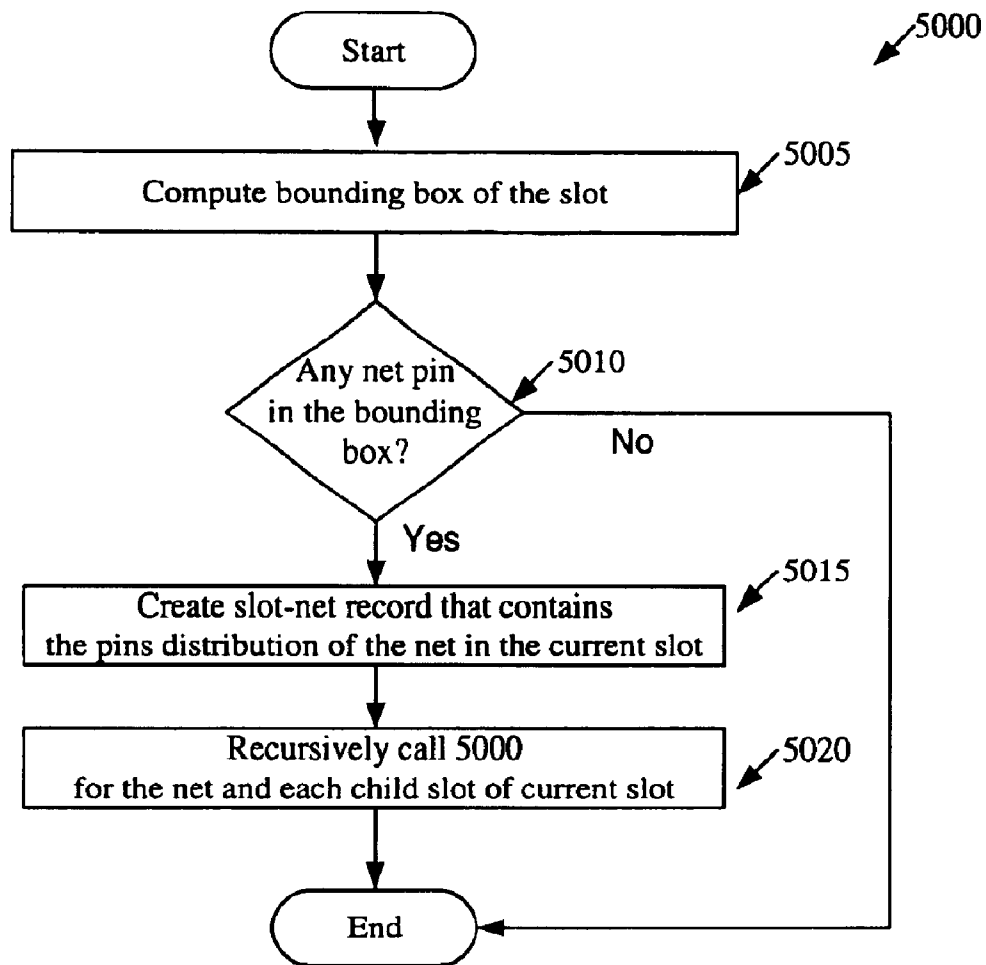 5000
Start
5005
Compute bounding box of the slot
5010
Any net pin
in the bounding
box?
No
Yes
5015
Create slot-net record that contains
the pins distribution of the net in the current slot
5020
Recursively call 5000
for the net and each child slot of current slot
End